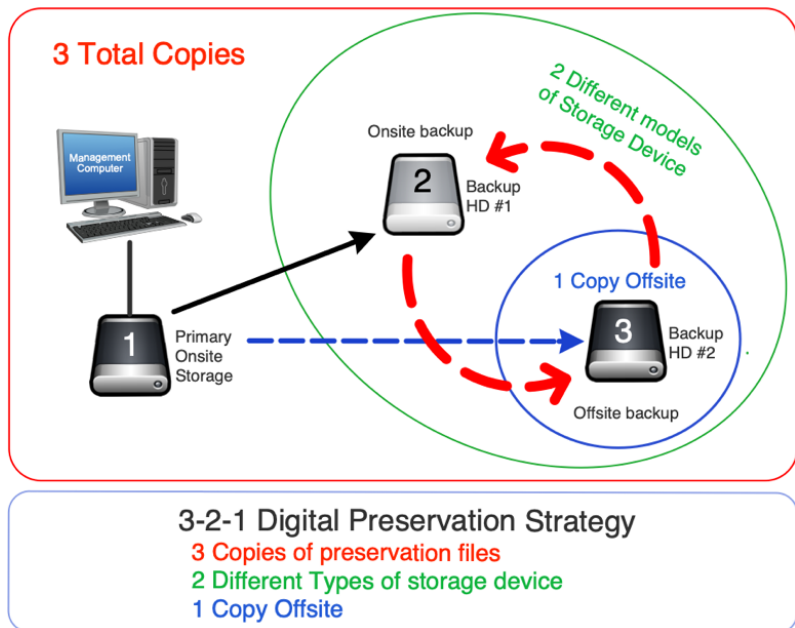 3 Total Copies
Management
Computer
1
Primary
Onsite
Storage
Onsite backup
2
Backup
HD #1
2 Different models
of Storage
Device
1 Copy Offsite
3
Backup
HD #2
Offsite backup
3-2-1 Digital Preservation Strategy
3 Copies of preservation files
2 Different Types of storage device
1 Copy Offsite